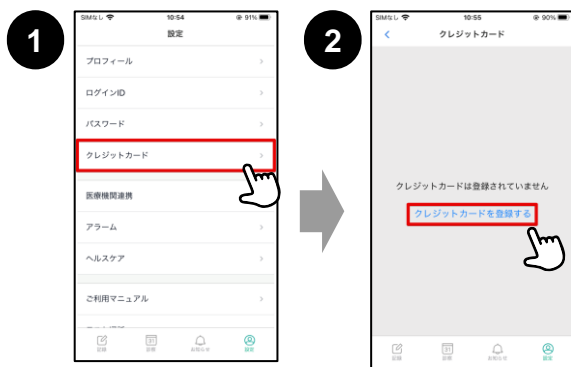 1
SIMなし 10:54 91%
設定
プロフィール
ログインID
パスワード
クレジットカード
医療機関連携
アラーム
ヘルスケア
ご利用マニュアル
記録 診察 お知らせ 設定
2
SIMなし 10:55 90%
クレジットカード
クレジットカードは登録されていません
クレジットカードを登録する
記録 診察 お知らせ 設定